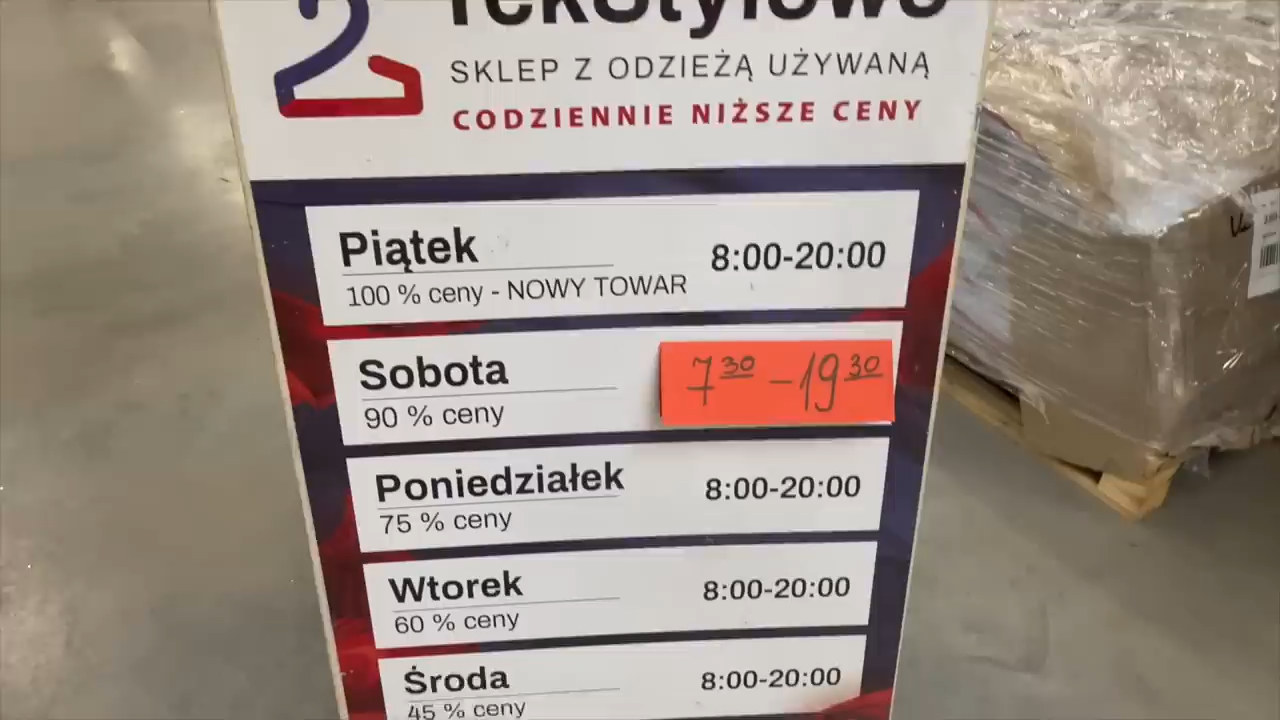 TekStylowo
SKLEP Z ODZIEŻĄ UŻYWANĄ
CODZIENNIE NIŻSZE CENY
Piątek
8:00-20:00
100 % ceny - NOWY TOWAR
Sobota
7³⁰ - 19³⁰
90 % ceny
Poniedziałek
8:00-20:00
75 % ceny
Wtorek
8:00-20:00
60 % ceny
Środa
8:00-20:00
45 % ceny